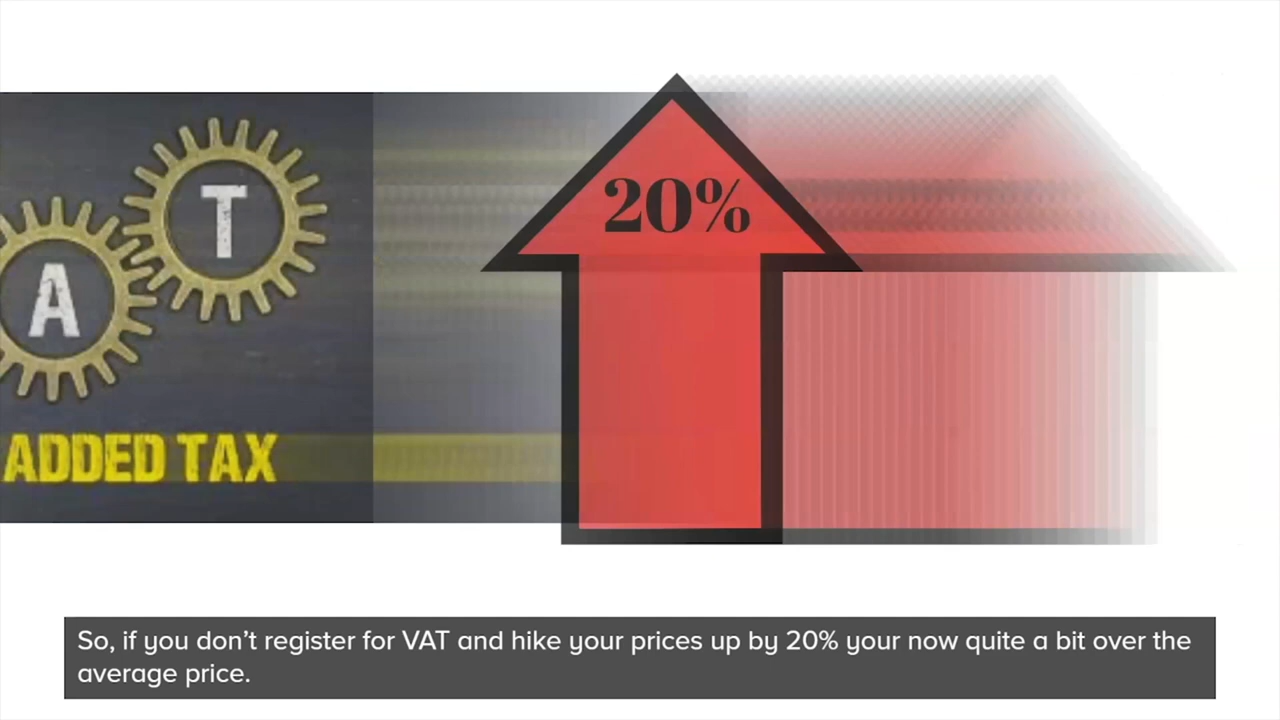 T
A
20%
ADDED TAX
So, if you don't register for VAT and hike your prices up by 20% your now quite a bit over the
average price.